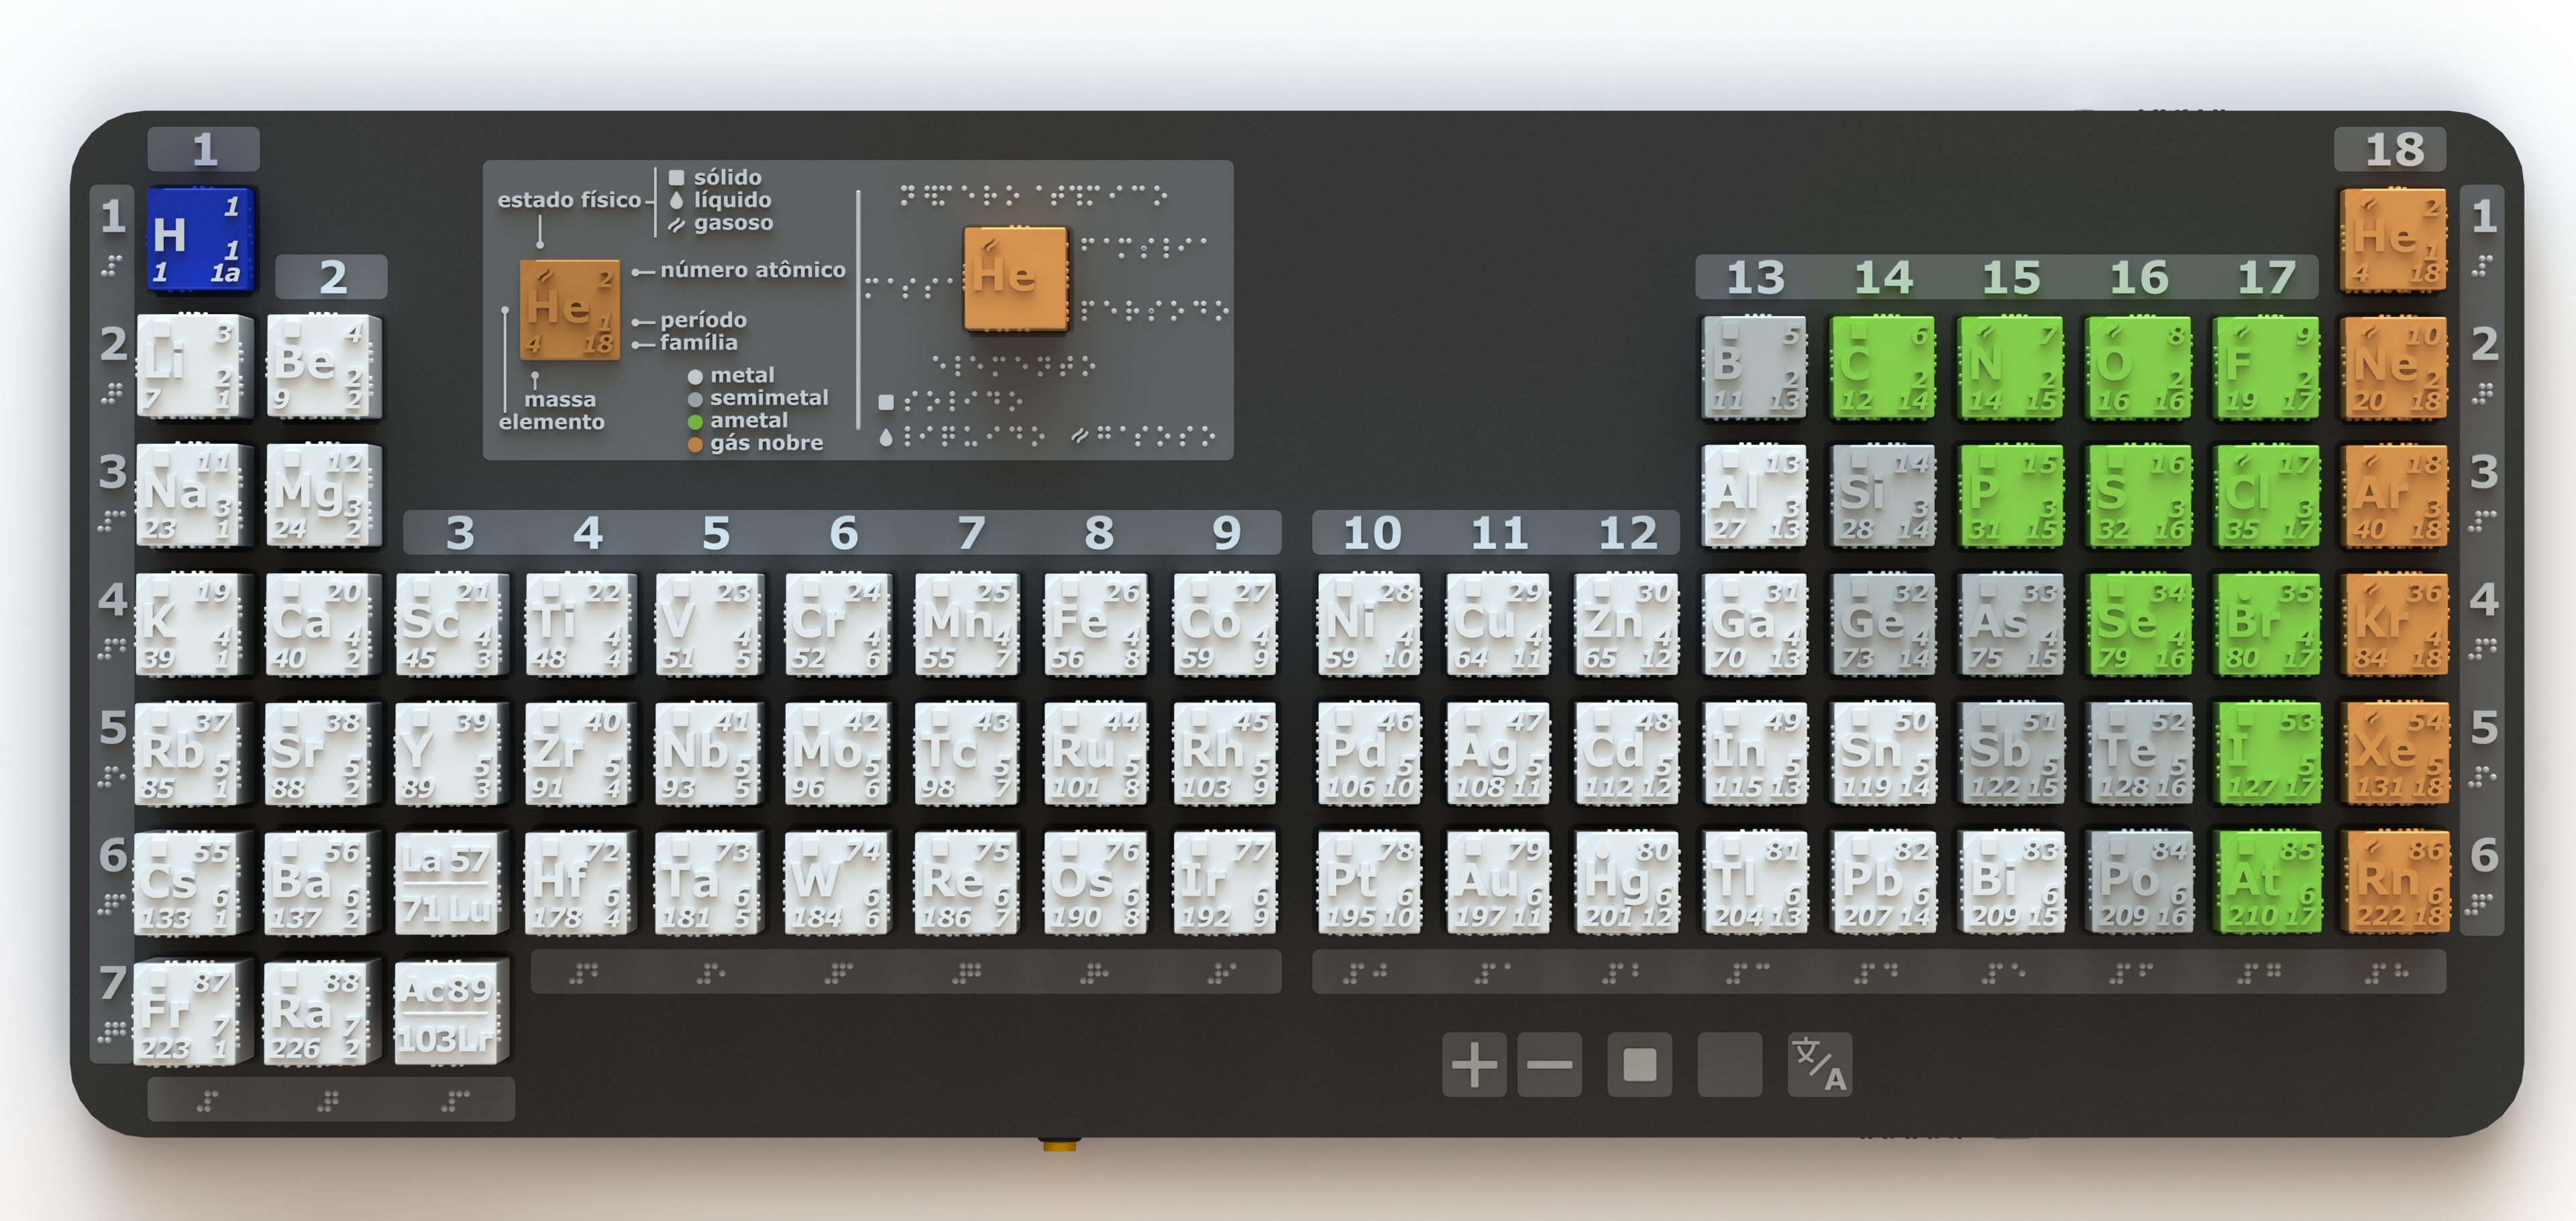 1
18
estado físico
sólido
líquido
gasoso
número atômico
período
família
massa
elemento
metal
semimetal
ametal
gás nobre
He 2 1 4 18
He
1 H 1 1 1 1a
He 2 1 4 18 1
2
13 14 15 16 17
2 Li 3 2 7 1
Be 4 2 9 2
B 5 2 11 13
C 6 2 12 14
N 7 2 14 15
O 8 2 16 16
F 9 2 19 17
Ne 10 2 20 18 2
3 Na 11 3 23 1
Mg 12 3 24 2
Al 13 3 27 13
Si 14 3 28 14
P 15 3 31 15
S 16 3 32 16
Cl 17 3 35 17
Ar 18 3 40 18 3
3 4 5 6 7 8 9 10 11 12
4 K 19 4 39 1
Ca 20 4 40 2
Sc 21 4 45 3
Ti 22 4 48 4
V 23 4 51 5
Cr 24 4 52 6
Mn 25 4 55 7
Fe 26 4 56 8
Co 27 4 59 9
Ni 28 4 59 10
Cu 29 4 64 11
Zn 30 4 65 12
Ga 31 4 70 13
Ge 32 4 73 14
As 33 4 75 15
Se 34 4 79 16
Br 35 4 80 17
Kr 36 4 84 18 4
5 Rb 37 5 85 1
Sr 38 5 88 2
Y 39 5 89 3
Zr 40 5 91 4
Nb 41 5 93 5
Mo 42 5 96 6
Tc 43 5 98 7
Ru 44 5 101 8
Rh 45 5 103 9
Pd 46 5 106 10
Ag 47 5 108 11
Cd 48 5 112 12
In 49 5 115 13
Sn 50 5 119 14
Sb 51 5 122 15
Te 52 5 128 16
I 53 5 127 17
Xe 54 5 131 18 5
6 Cs 55 6 133 1
Ba 56 6 137 2
La 57
71 Lu
Hf 72 6 178 4
Ta 73 6 181 5
W 74 6 184 6
Re 75 6 186 7
Os 76 6 190 8
Ir 77 6 192 9
Pt 78 6 195 10
Au 79 6 197 11
Hg 80 6 201 12
Tl 81 6 204 13
Pb 82 6 207 14
Bi 83 6 209 15
Po 84 6 209 16
At 85 6 210 17
Rn 86 6 222 18 6
7 Fr 87 7 223 1
Ra 88 7 226 2
Ac 89
103 Lr
文/A